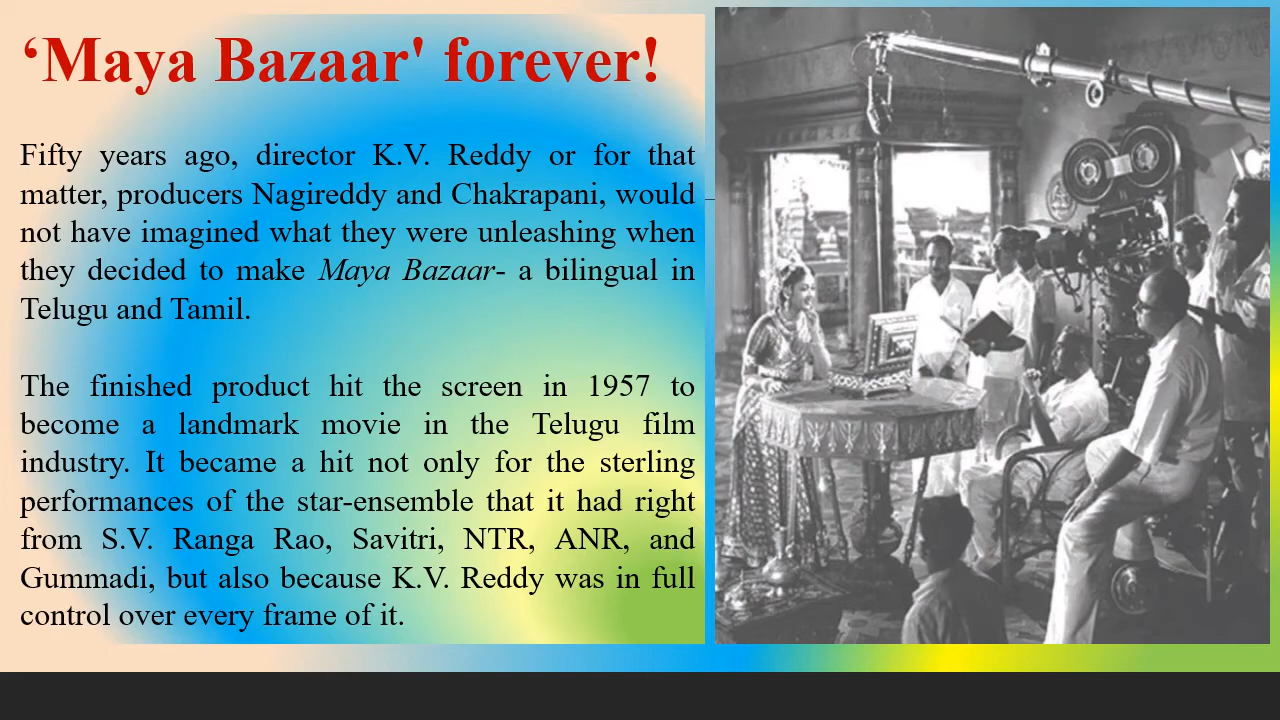 ‘Maya Bazaar' forever!
Fifty years ago, director K.V. Reddy or for that
matter, producers Nagireddy and Chakrapani, would
not have imagined what they were unleashing when
they decided to make Maya Bazaar- a bilingual in
Telugu and Tamil.
The finished product hit the screen in 1957 to
become a landmark movie in the Telugu film
industry. It became a hit not only for the sterling
performances of the star-ensemble that it had right
from S.V. Ranga Rao, Savitri, NTR, ANR, and
Gummadi, but also because K.V. Reddy was in full
control over every frame of it.